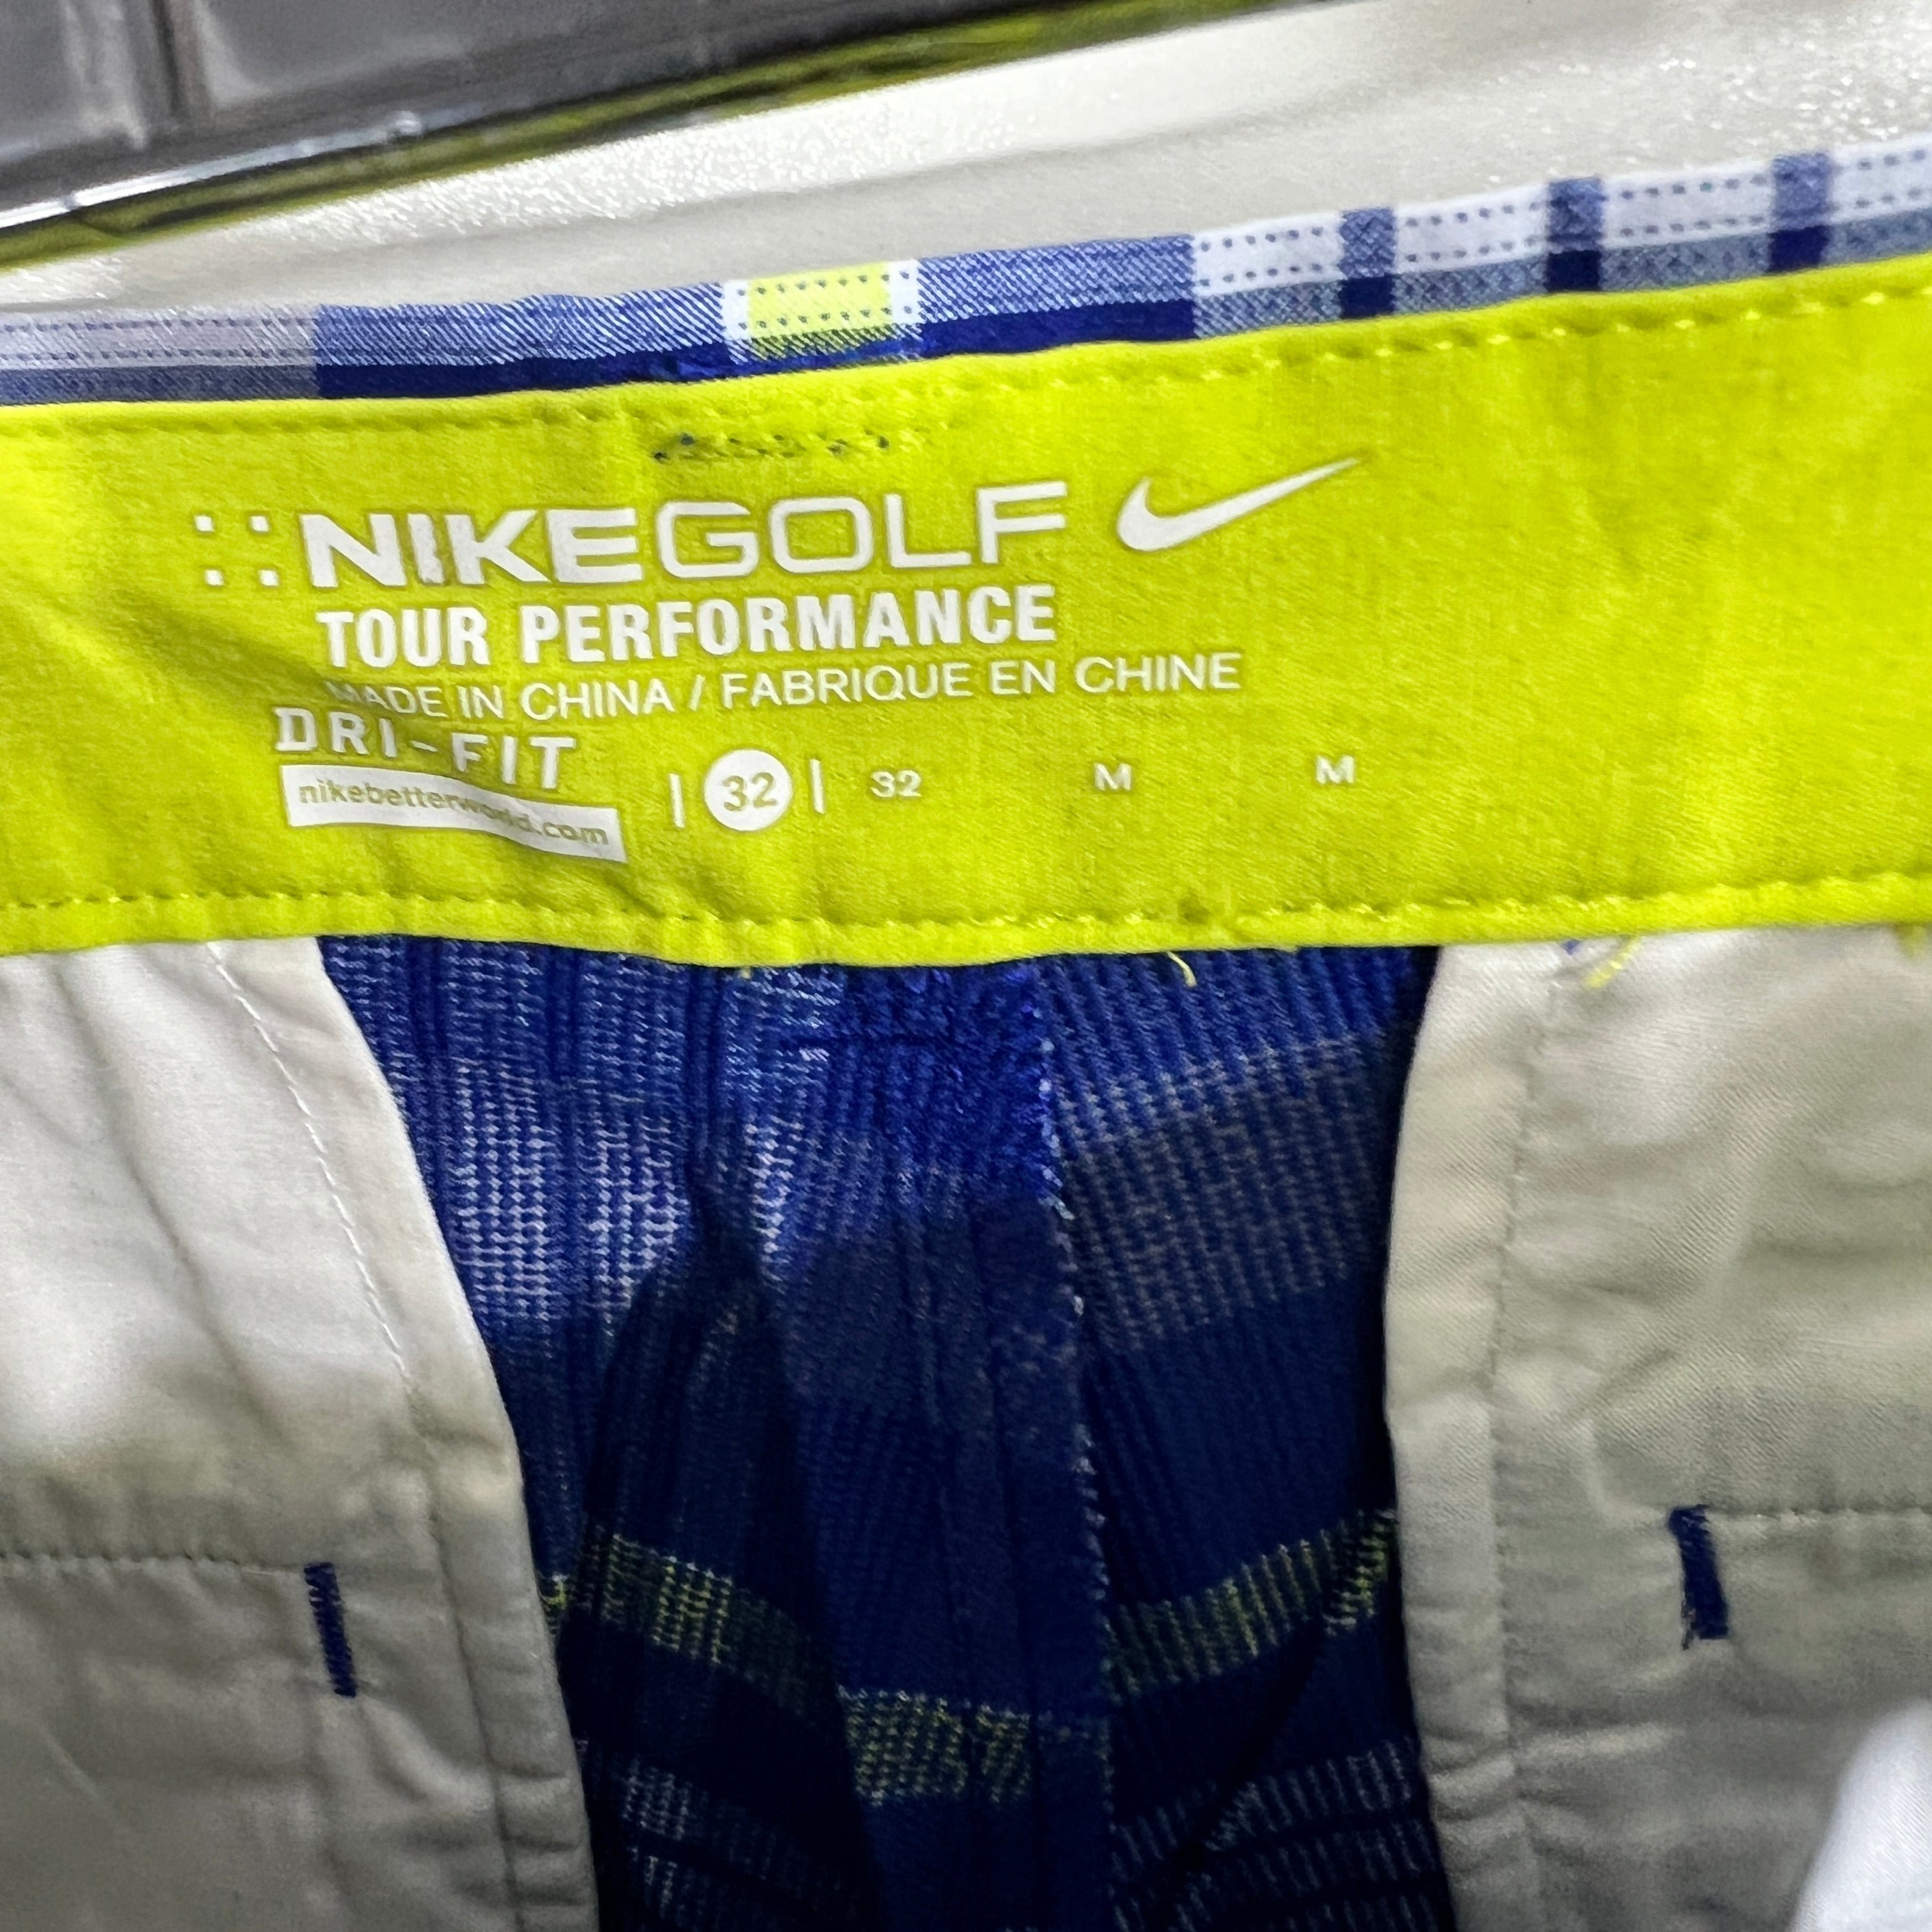 NIKEGOLF
TOUR PERFORMANCE
MADE IN CHINA / FABRIQUE EN CHINE
DRI-FIT
nikebetterworld.com | 32 | 32 M M